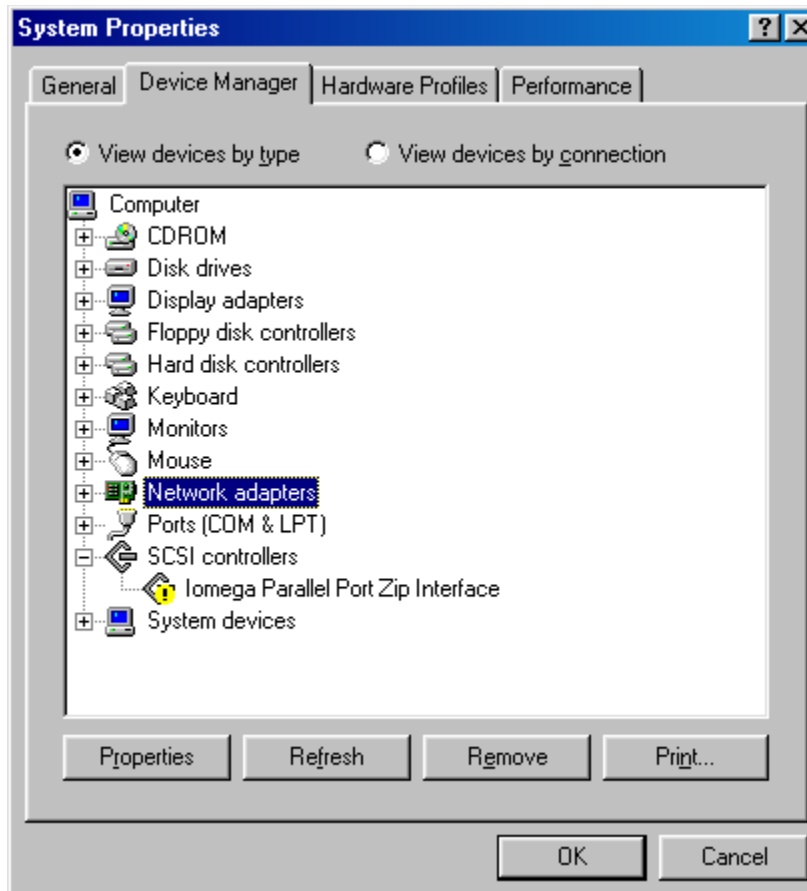 System Properties
General Device Manager Hardware Profiles Performance
View devices by type View devices by connection
Computer
CDROM
Disk drives
Display adapters
Floppy disk controllers
Hard disk controllers
Keyboard
Monitors
Mouse
Network adapters
Ports (COM & LPT)
SCSI controllers
Iomega Parallel Port Zip Interface
System devices
Properties Refresh Remove Print...
OK Cancel